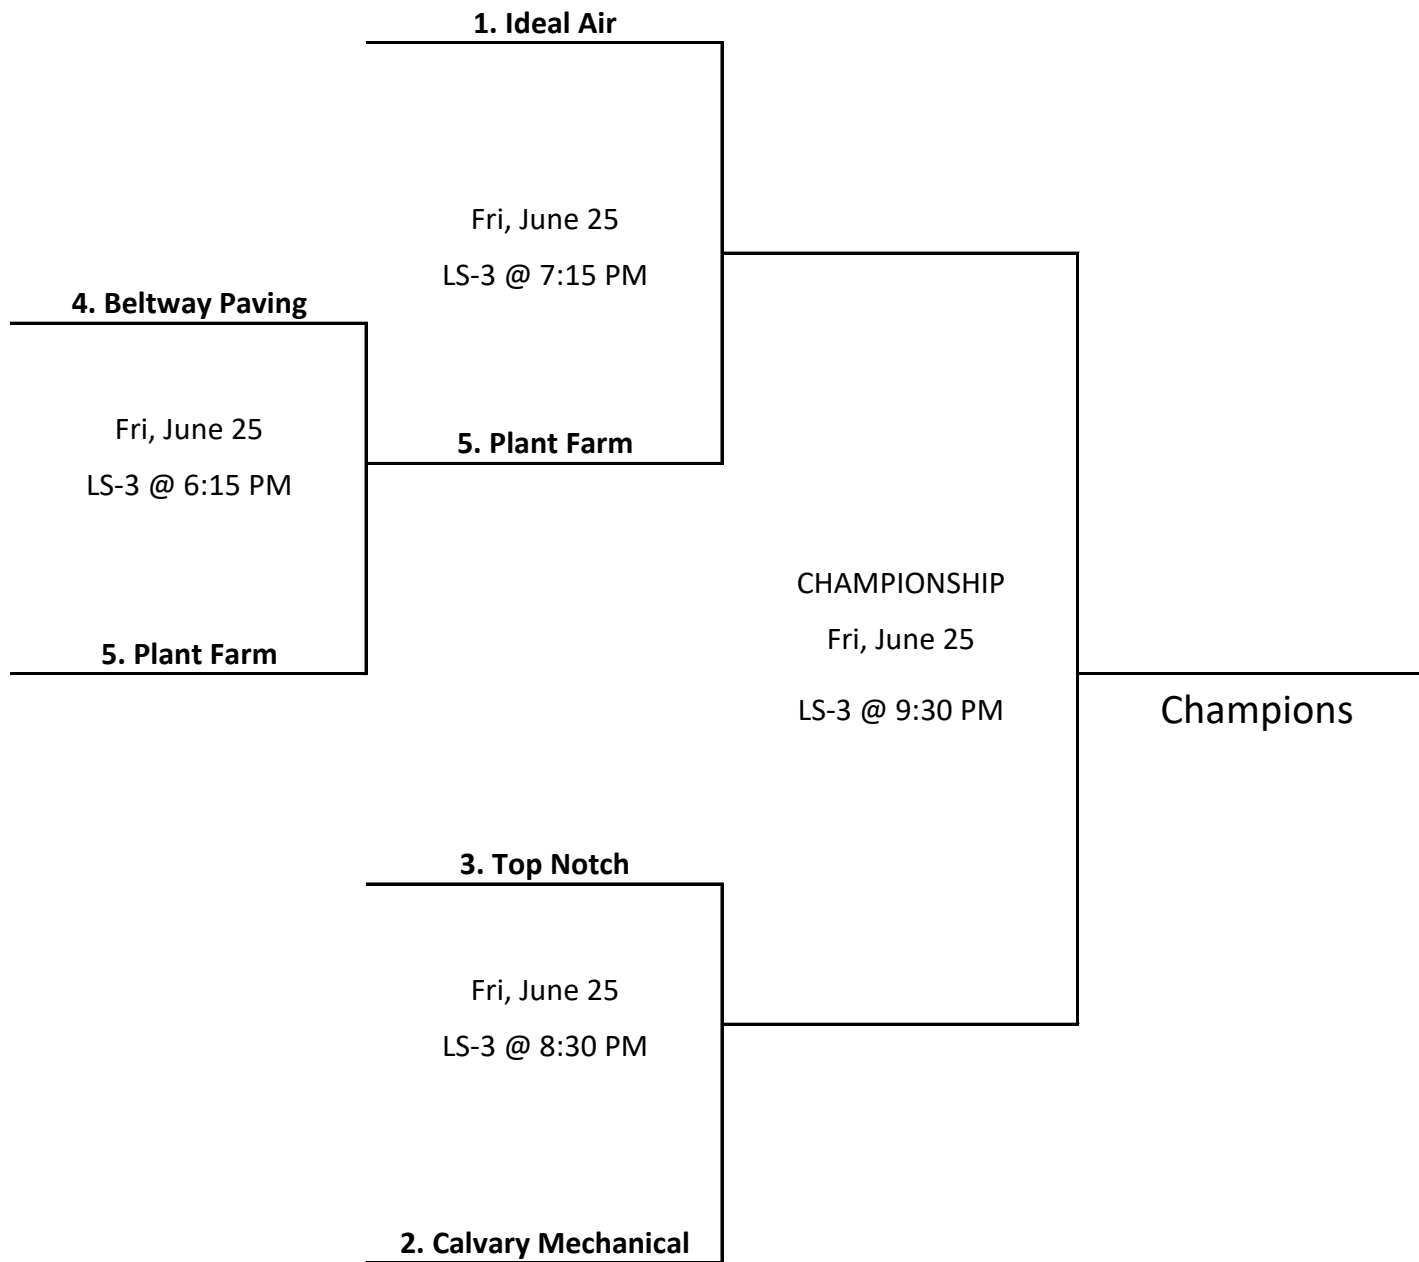 1. Ideal Air
Fri, June 25
LS-3 @ 7:15 PM
4. Beltway Paving
Fri, June 25
LS-3 @ 6:15 PM
5. Plant Farm
5. Plant Farm
CHAMPIONSHIP
Fri, June 25
LS-3 @ 9:30 PM
Champions
3. Top Notch
Fri, June 25
LS-3 @ 8:30 PM
2. Calvary Mechanical